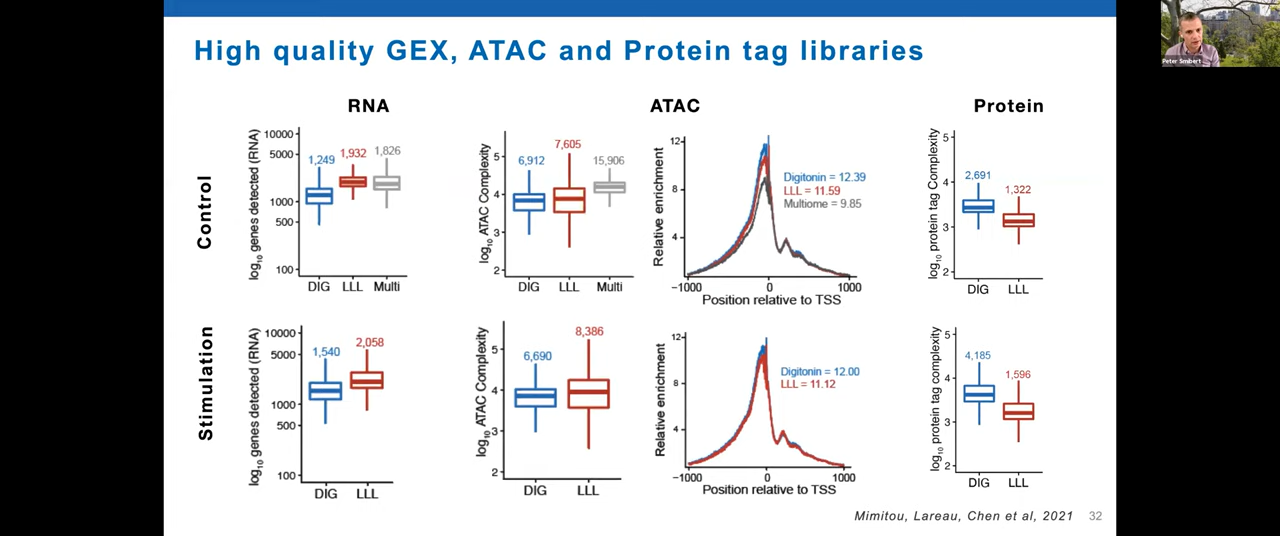 High quality GEX, ATAC and Protein tag libraries
Peter Smibert
RNA
ATAC
Protein
Control
log10 genes detected (RNA)
10000
5000
1000
500
100
1,249
1,932
1,826
DIG LLL Multi
log10 ATAC Complexity
5
4
3
2
6,912
7,605
15,906
DIG LLL Multi
Relative enrichment
12
8
4
Digitonin = 12.39
LLL = 11.59
Multiome = 9.85
−1000 0 1000
Position relative to TSS
log10 protein tag Complexity
5
4
3
2
2,691
1,322
DIG LLL
Stimulation
log10 genes detected (RNA)
10000
5000
1000
500
100
1,540
2,058
DIG LLL
log10 ATAC Complexity
5
4
3
2
6,690
8,386
DIG LLL
Relative enrichment
12
8
4
Digitonin = 12.00
LLL = 11.12
−1000 0 1000
Position relative to TSS
log10 protein tag complexity
5
4
3
2
4,185
1,596
DIG LLL
Mimitou, Lareau, Chen et al, 2021 32